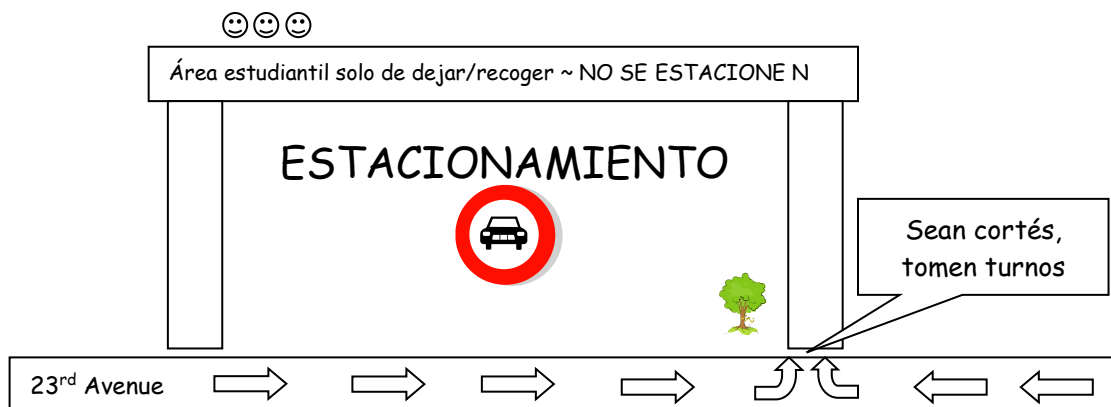 Área estudiantil solo de dejar/recoger ~ NO SE ESTACIONE N
ESTACIONAMIENTO
Sean cortés,
tomen turnos
23rd Avenue